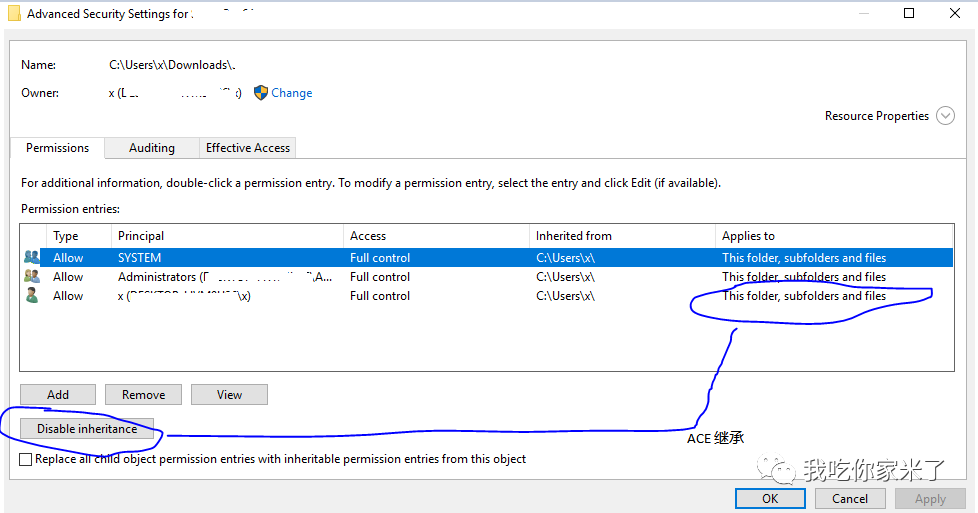 Advanced Security Settings for
Name: C:\Users\x\Downloads\.
Owner: x ( \x) Change
Resource Properties
Permissions Auditing Effective Access
For additional information, double-click a permission entry. To modify a permission entry, select the entry and click Edit (if available).
Permission entries:
Type Principal Access Inherited from Applies to
Allow SYSTEM Full control C:\Users\x\ This folder, subfolders and files
Allow Administrators ( \A... Full control C:\Users\x\ This folder, subfolders and files
Allow x ( \x) Full control C:\Users\x\ This folder, subfolders and files
Add Remove View
Disable inheritance
ACE 继承
Replace all child object permission entries with inheritable permission entries from this object
我吃你家米了
OK Cancel Apply